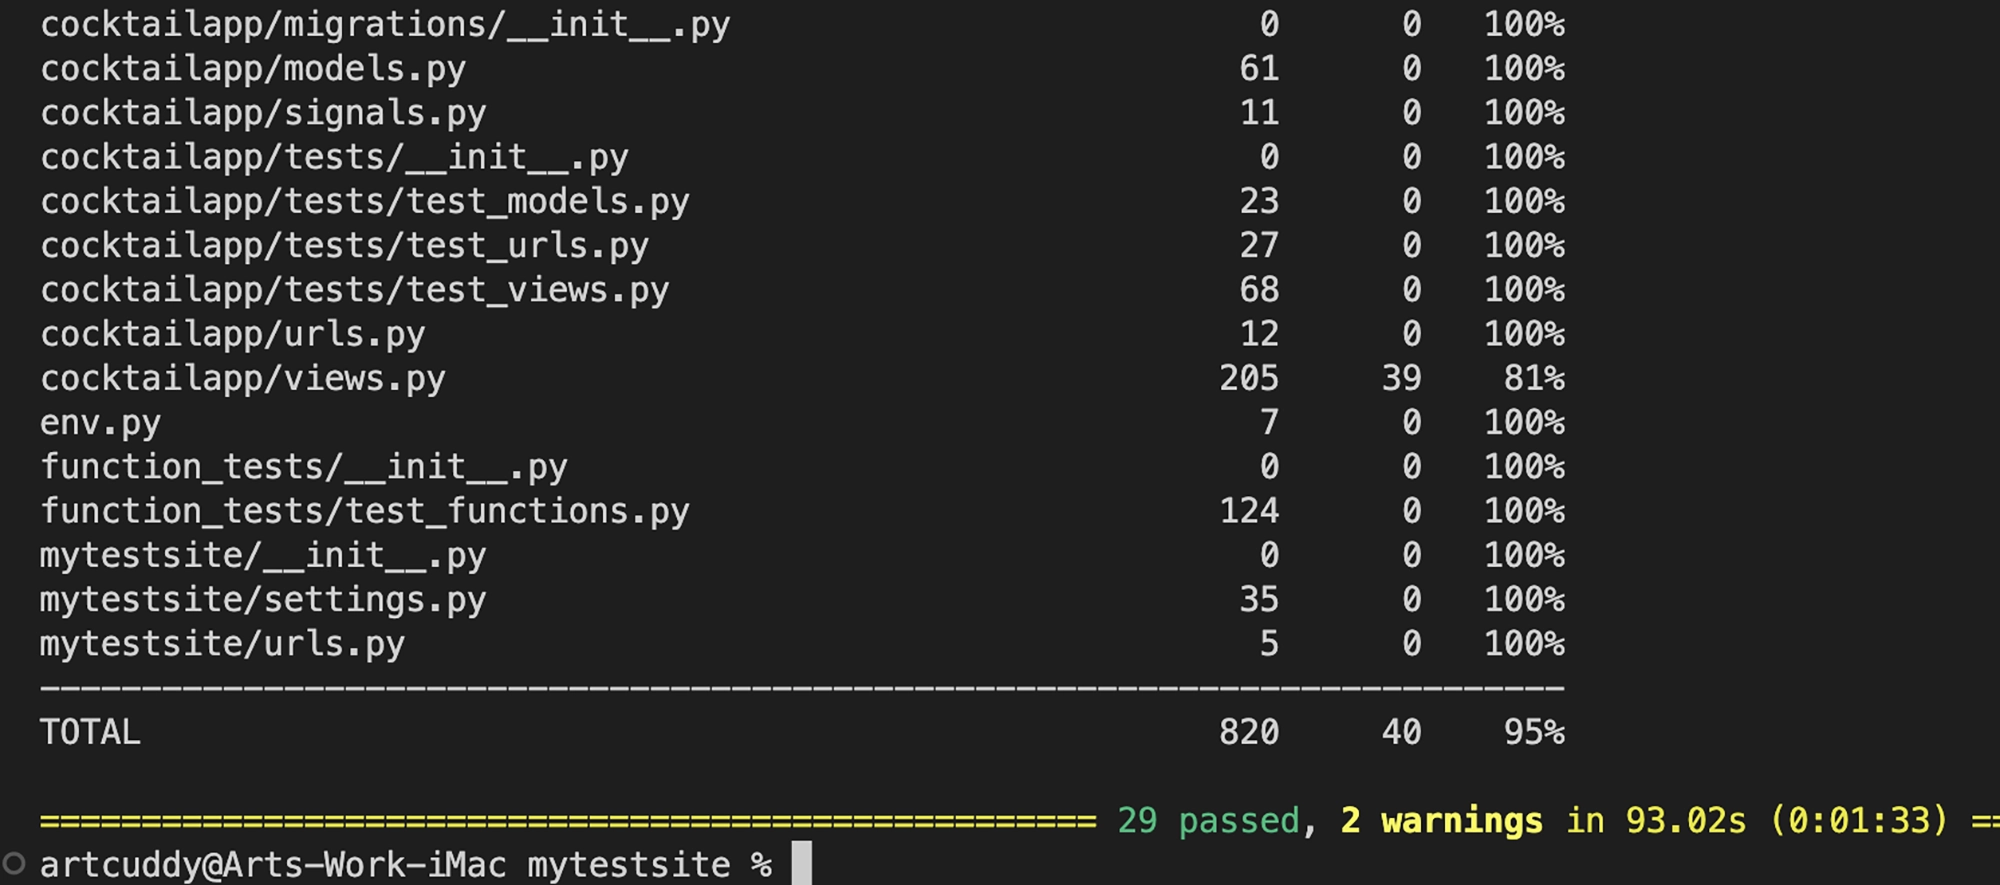 cocktailapp/migrations/__init__.py 0 0 100%
cocktailapp/models.py 61 0 100%
cocktailapp/signals.py 11 0 100%
cocktailapp/tests/__init__.py 0 0 100%
cocktailapp/tests/test_models.py 23 0 100%
cocktailapp/tests/test_urls.py 27 0 100%
cocktailapp/tests/test_views.py 68 0 100%
cocktailapp/urls.py 12 0 100%
cocktailapp/views.py 205 39 81%
env.py 7 0 100%
function_tests/__init__.py 0 0 100%
function_tests/test_functions.py 124 0 100%
mytestsite/__init__.py 0 0 100%
mytestsite/settings.py 35 0 100%
mytestsite/urls.py 5 0 100%
---------------------------------------------------------------------------
TOTAL 820 40 95%
==================================================== 29 passed, 2 warnings in 93.02s (0:01:33) ==
artcuddy@Arts-Work-iMac mytestsite %